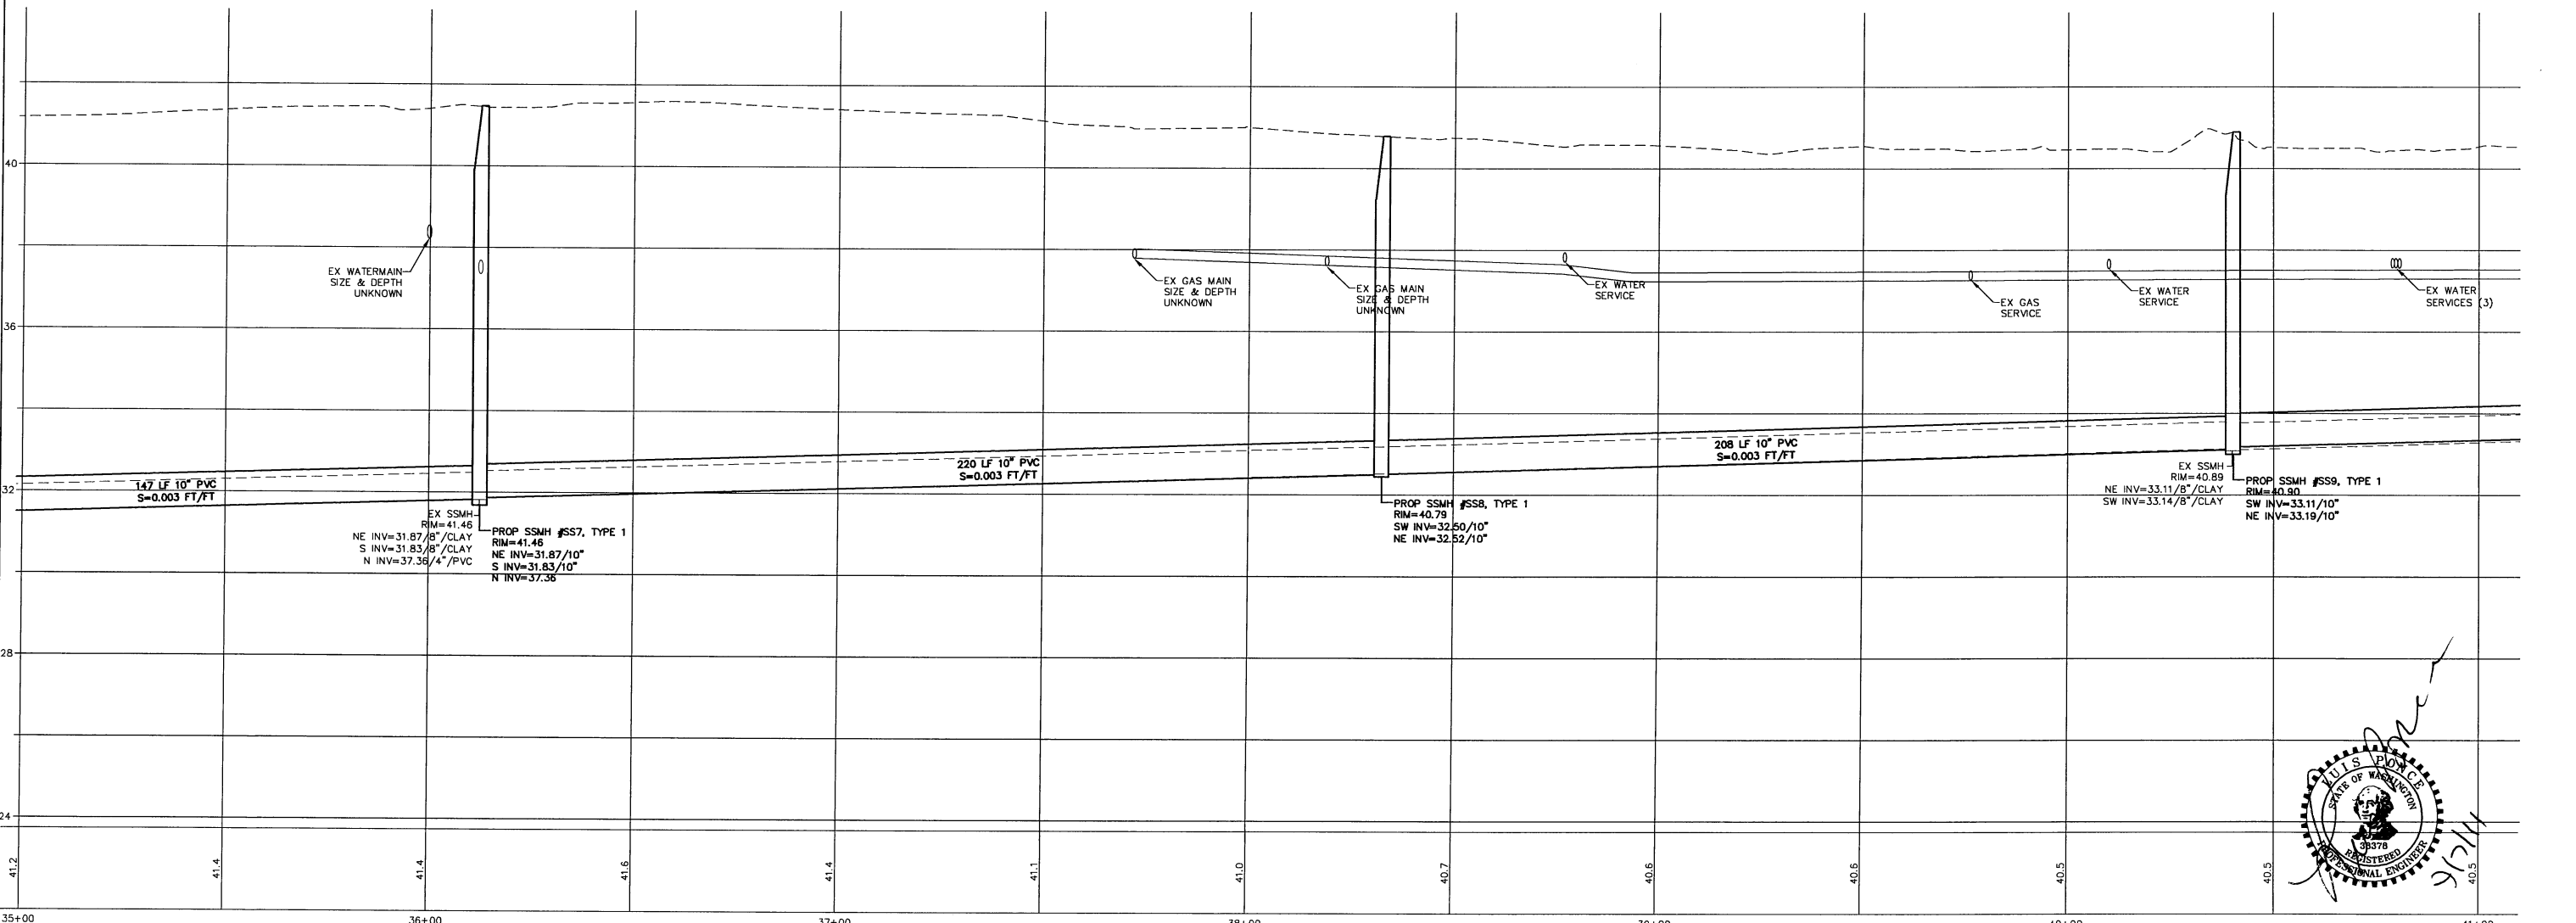 40
36
32
28
24
EX WATERMAIN
SIZE & DEPTH
UNKNOWN
EX GAS MAIN
SIZE & DEPTH
UNKNOWN
EX GAS MAIN
SIZE & DEPTH
UNKNOWN
EX WATER
SERVICE
EX GAS
SERVICE
EX WATER
SERVICE
EX WATER
SERVICES (3)
147 LF 10" PVC
S=0.003 FT/FT
220 LF 10" PVC
S=0.003 FT/FT
208 LF 10" PVC
S=0.003 FT/FT
EX SSMH
RIM=41.46
NE INV=31.87/8"/CLAY
S INV=31.83/8"/CLAY
N INV=37.36/4"/PVC
PROP SSMH #SS7, TYPE 1
RIM=41.46
NE INV=31.87/10"
S INV=31.83/10"
N INV=37.36
PROP SSMH #SS8, TYPE 1
RIM=40.79
SW INV=32.50/10"
NE INV=32.52/10"
EX SSMH
RIM=40.89
NE INV=33.11/8"/CLAY
SW INV=33.14/8"/CLAY
PROP SSMH #SS9, TYPE 1
RIM=40.90
SW INV=33.11/10"
NE INV=33.19/10"
LUIS PONCE
STATE OF WASHINGTON
38378
REGISTERED
PROFESSIONAL ENGINEER
41.2
41.4
41.4
41.6
41.4
41.1
41.0
40.7
40.6
40.6
40.5
40.5
40.5
35+00
36+00
37+00
38+00